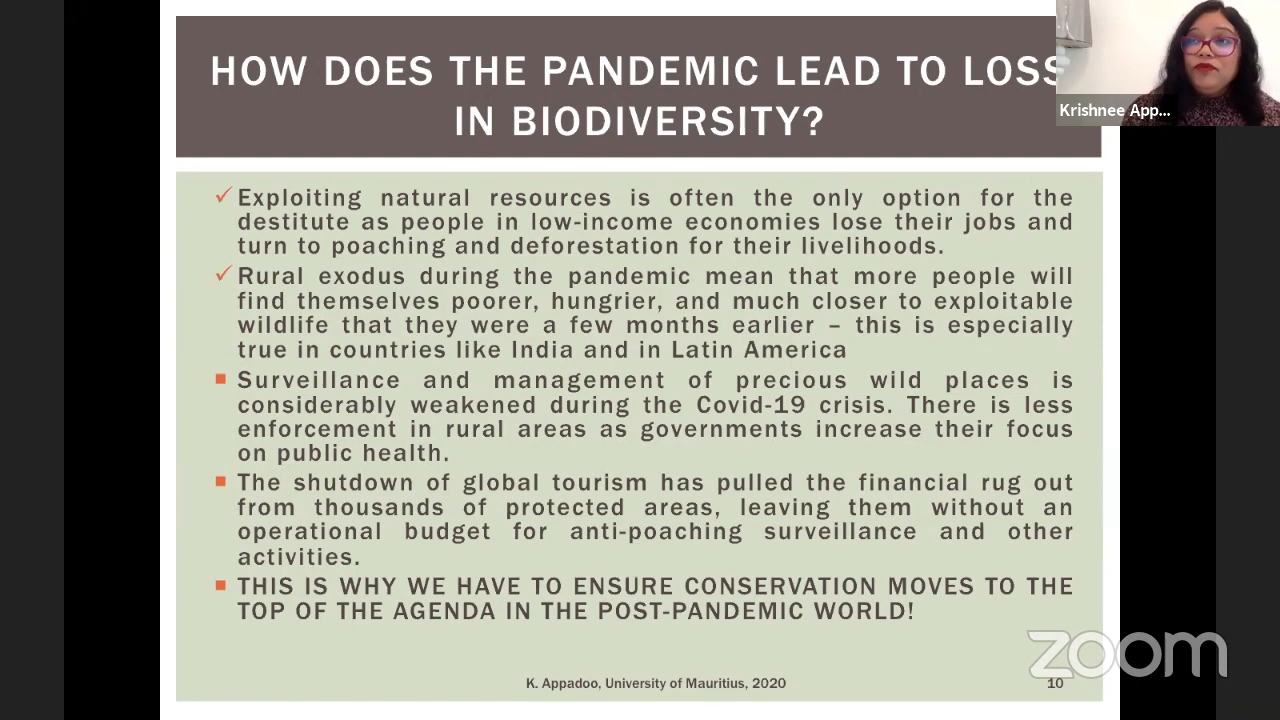 HOW DOES THE PANDEMIC LEAD TO LOSS
IN BIODIVERSITY?
Krishnee App...
Exploiting natural resources is often the only option for the
destitute as people in low-income economies lose their jobs and
turn to poaching and deforestation for their livelihoods.
Rural exodus during the pandemic mean that more people will
find themselves poorer, hungrier, and much closer to exploitable
wildlife that they were a few months earlier – this is especially
true in countries like India and in Latin America
Surveillance and management of precious wild places is
considerably weakened during the Covid-19 crisis. There is less
enforcement in rural areas as governments increase their focus
on public health.
The shutdown of global tourism has pulled the financial rug out
from thousands of protected areas, leaving them without an
operational budget for anti-poaching surveillance and other
activities.
THIS IS WHY WE HAVE TO ENSURE CONSERVATION MOVES TO THE
TOP OF THE AGENDA IN THE POST-PANDEMIC WORLD!
zoom
K. Appadoo, University of Mauritius, 2020
10